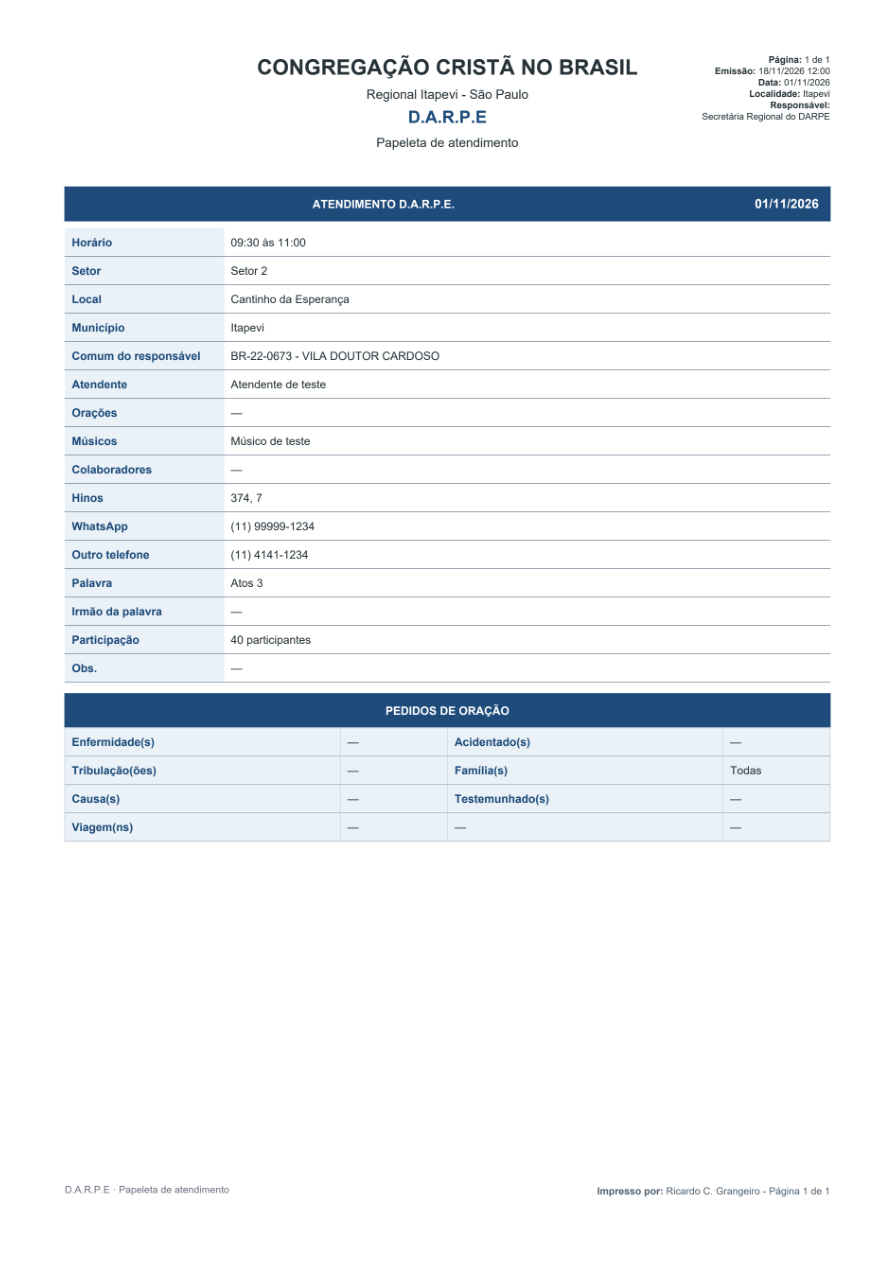 CONGREGAÇÃO CRISTÃ NO BRASIL
Regional Itapevi - São Paulo
D.A.R.P.E
Papeleta de atendimento
Página: 1 de 1
Emissão: 18/11/2026 12:00
Data: 01/11/2026
Localidade: Itapevi
Responsável:
Secretária Regional do DARPE
ATENDIMENTO D.A.R.P.E. 01/11/2026
Horário 09:30 às 11:00
Setor Setor 2
Local Cantinho da Esperança
Município Itapevi
Comum do responsável BR-22-0673 - VILA DOUTOR CARDOSO
Atendente Atendente de teste
Orações —
Músicos Músico de teste
Colaboradores —
Hinos 374, 7
WhatsApp (11) 99999-1234
Outro telefone (11) 4141-1234
Palavra Atos 3
Irmão da palavra —
Participação 40 participantes
Obs. —
PEDIDOS DE ORAÇÃO
Enfermidade(s) — Acidentado(s) —
Tribulação(ões) — Família(s) Todas
Causa(s) — Testemunhado(s) —
Viagem(ns) — — —
D.A.R.P.E · Papeleta de atendimento
Impresso por: Ricardo C. Grangeiro - Página 1 de 1